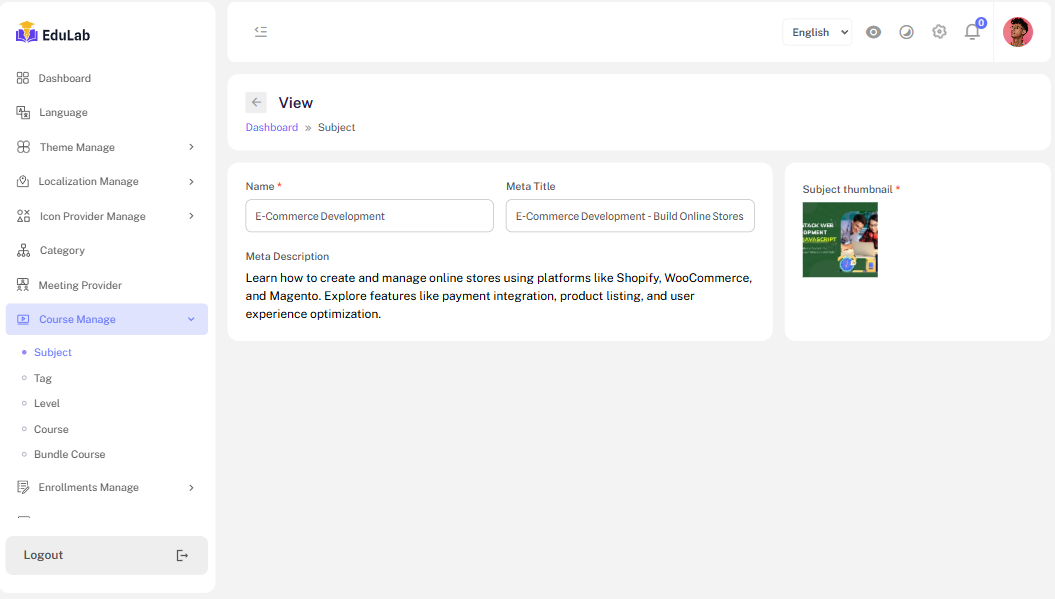 EduLab
Dashboard
Language
Theme Manage
Localization Manage
Icon Provider Manage
Category
Meeting Provider
Course Manage
Subject
Tag
Level
Course
Bundle Course
Enrollments Manage
Logout
English
0
View
Dashboard » Subject
Name *
E-Commerce Development
Meta Title
E-Commerce Development - Build Online Stores
Meta Description
Learn how to create and manage online stores using platforms like Shopify, WooCommerce,
and Magento. Explore features like payment integration, product listing, and user
experience optimization.
Subject thumbnail *
STACK WEB
OPMENT
JAVASCRIPT